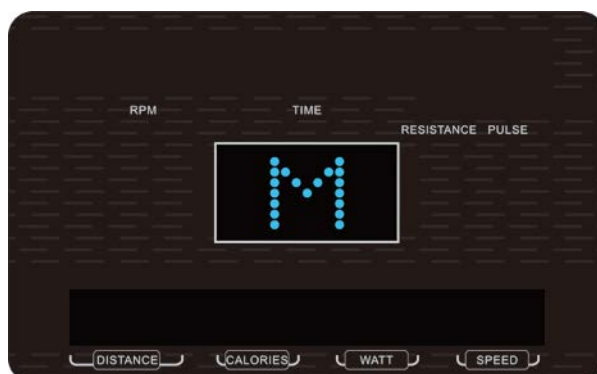 RPM TIME
RESISTANCE PULSE
M
DISTANCE CALORIES WATT SPEED